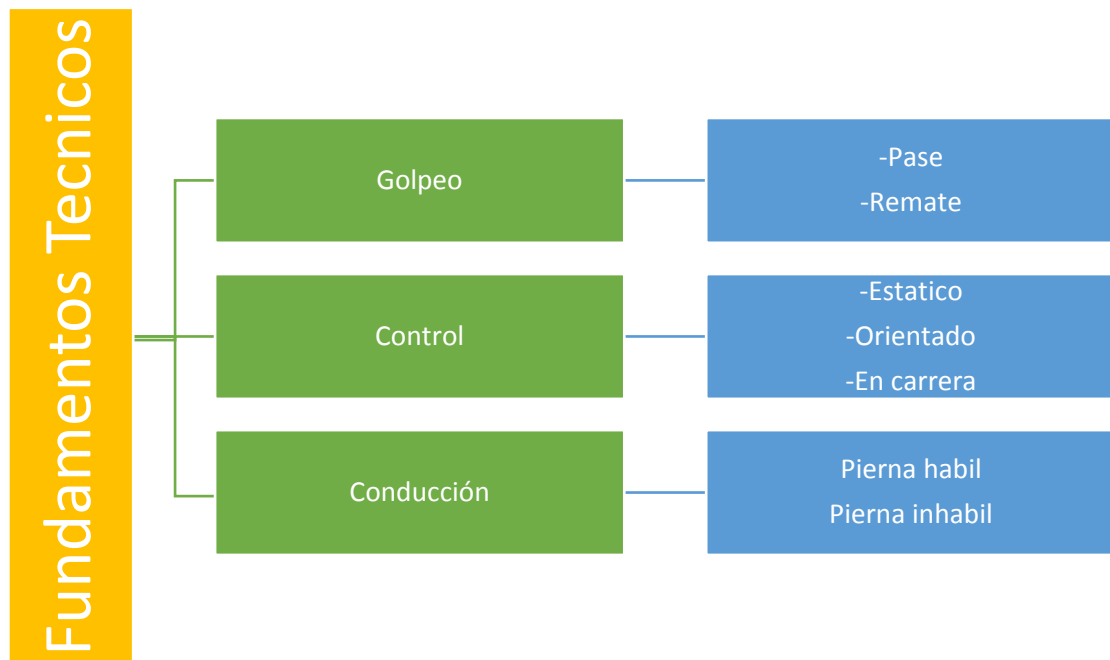 Fundamentos Tecnicos
Golpeo
-Pase
-Remate
Control
-Estatico
-Orientado
-En carrera
Conducción
Pierna habil
Pierna inhabil